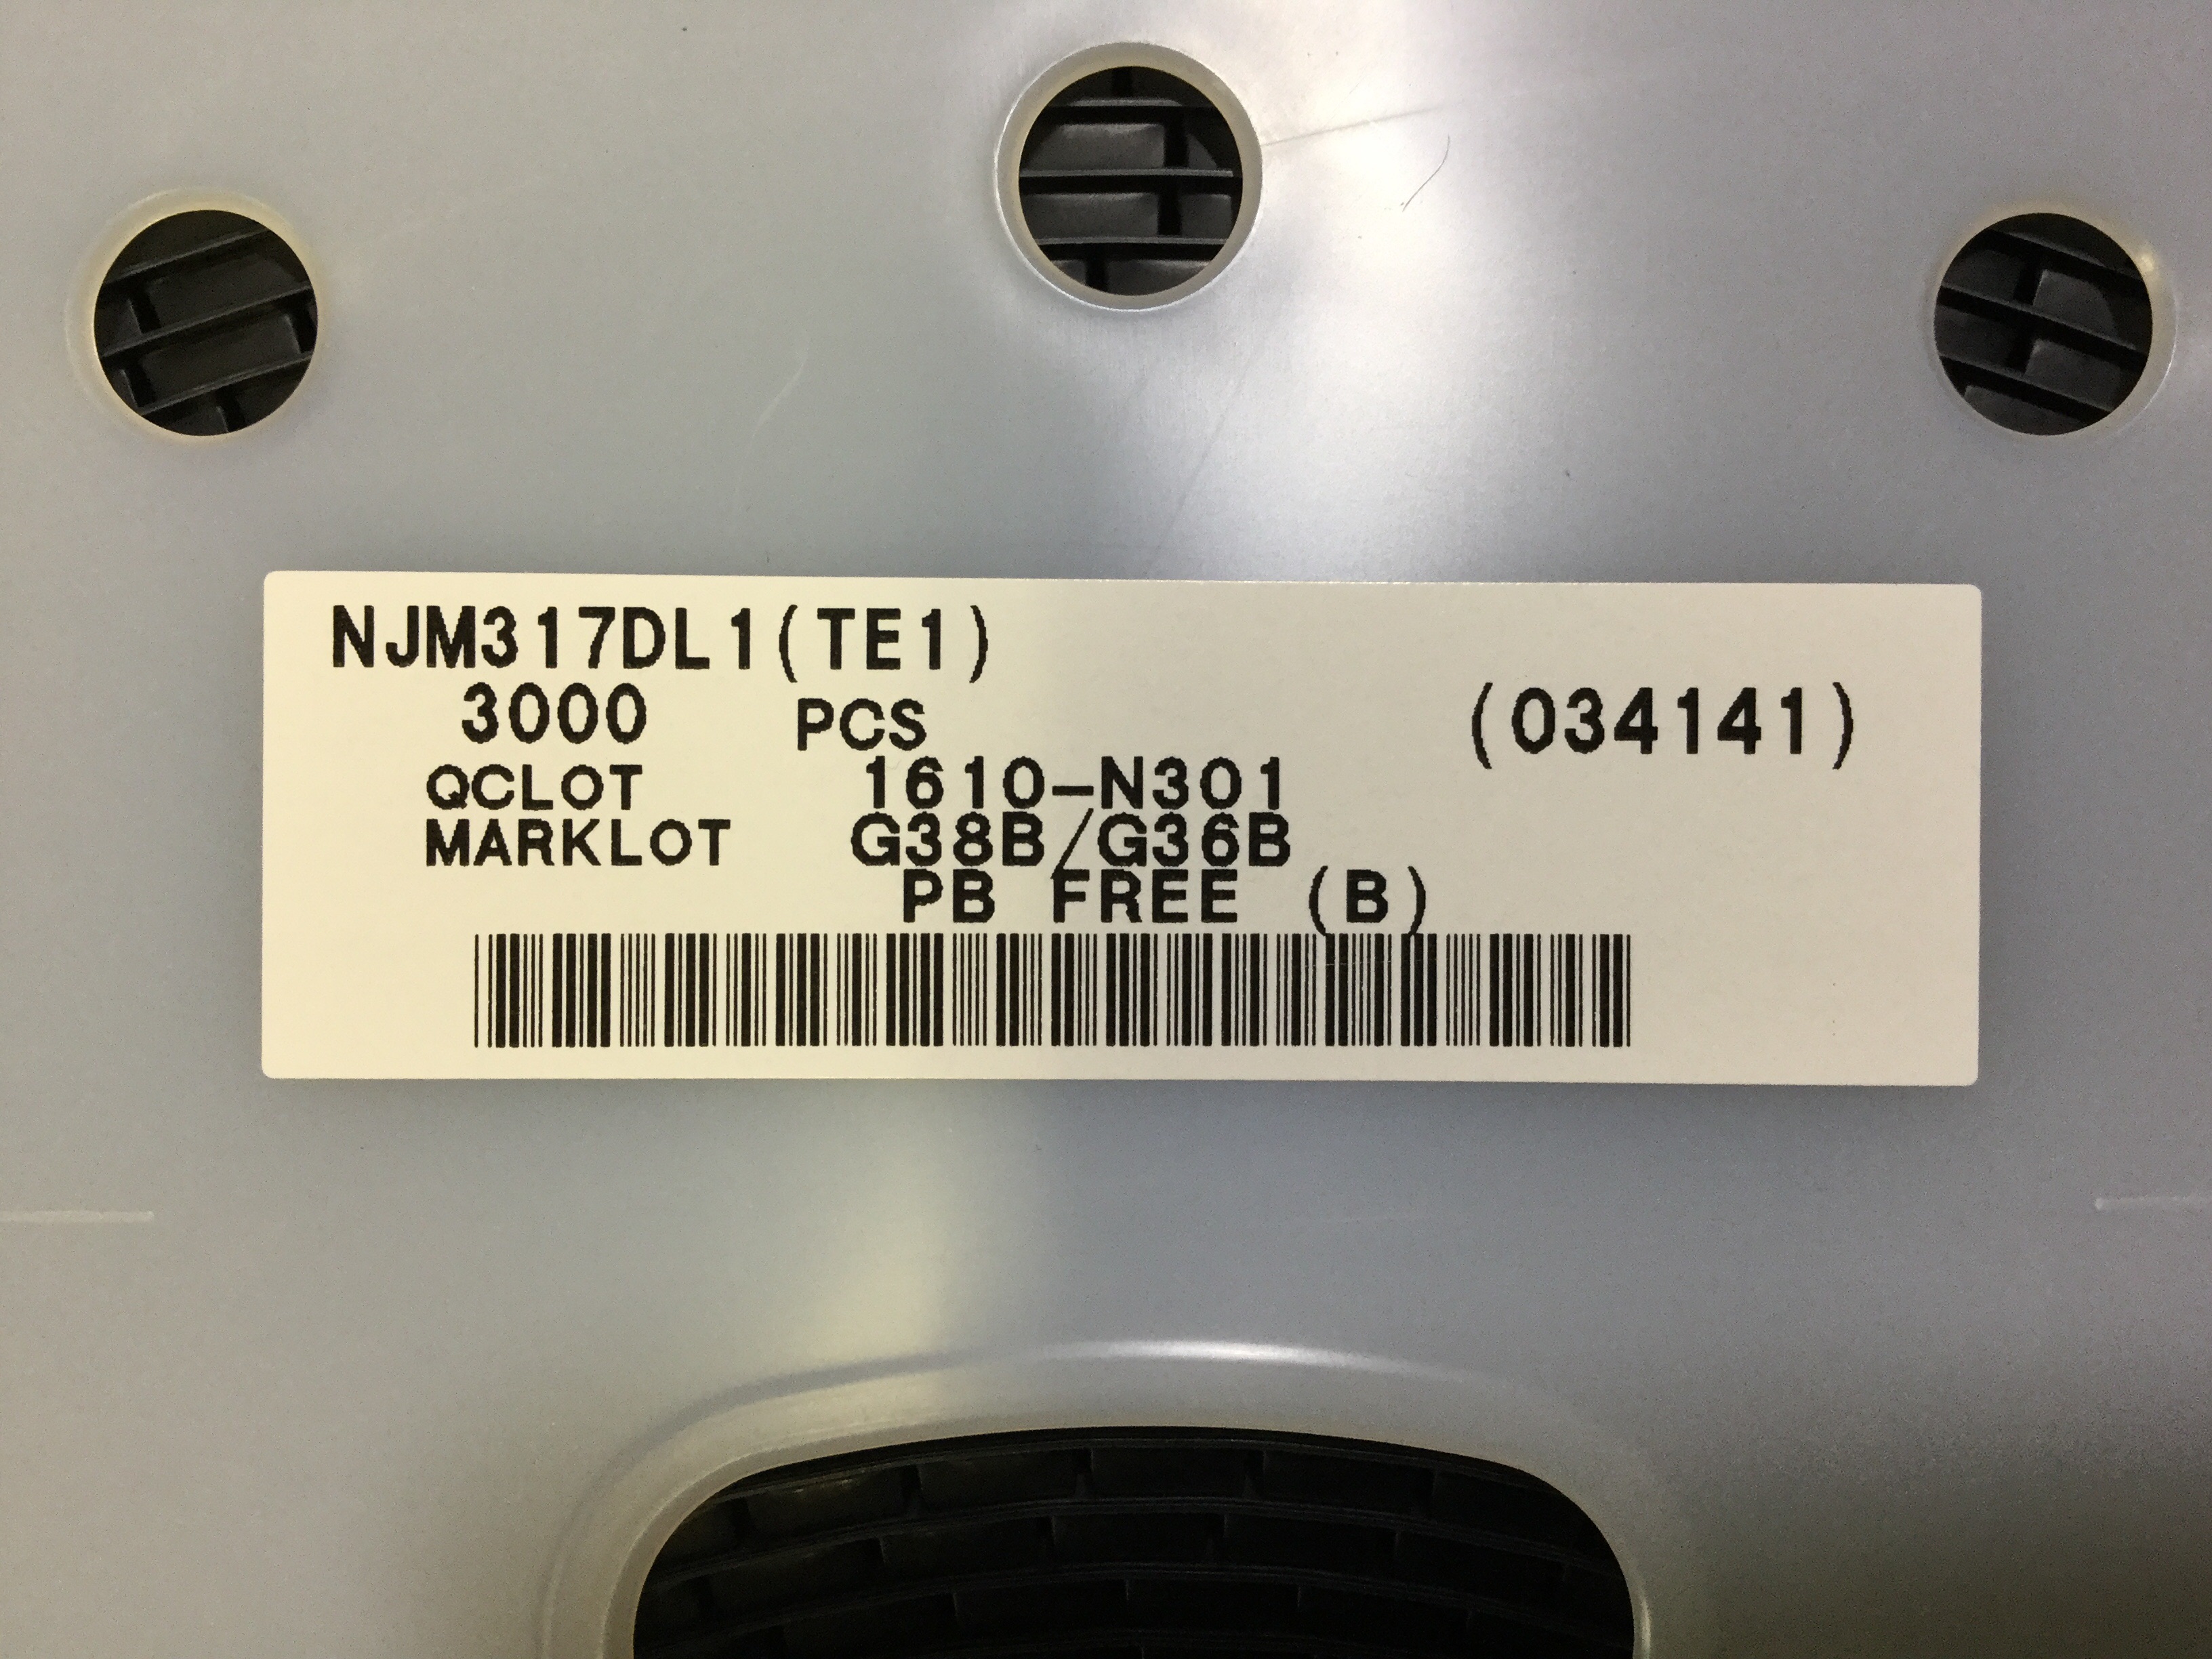 NJM317DL1(TE1)
3000 PCS (034141)
QCLOT 1610-N301
MARKLOT G38B/G36B
PB FREE (B)